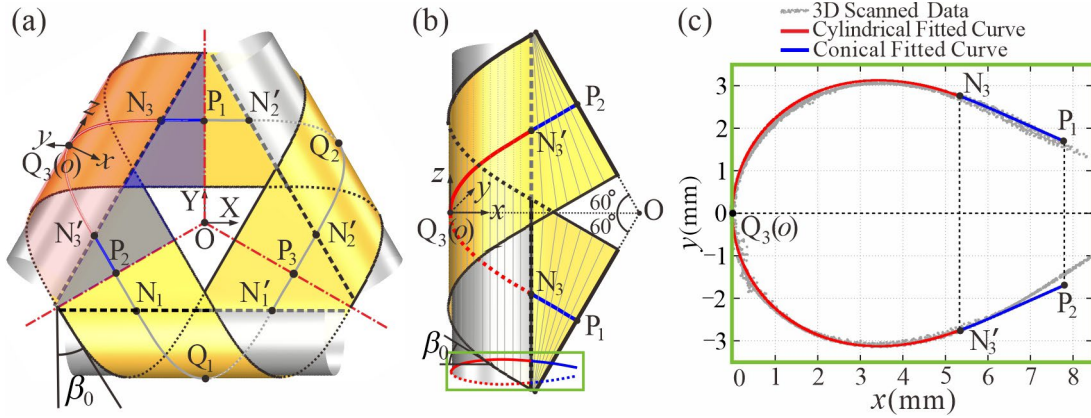 (a)
N₃
P₁
N₂′
z
y
x
Q₃(o)
Q₂
Y
X
O
N₃′
P₂
P₃
N₂′
N₁
N₁′
Q₁
β₀
(b)
P₂
N₃′
z
y
x
Q₃(o)
60°
60°
O
N₃
P₁
β₀
(c)
3D Scanned Data
Cylindrical Fitted Curve
Conical Fitted Curve
3
2
1
0
−1
−2
−3
y(mm)
N₃
P₁
Q₃(o)
P₂
N₃′
0 1 2 3 4 5 6 7 8
x(mm)